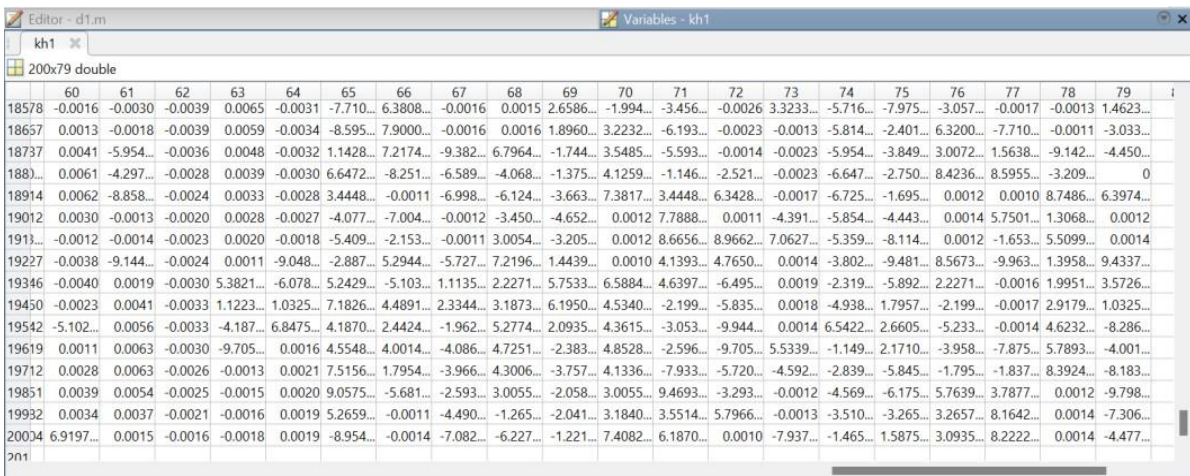 Editor - d1.m Variables - kh1
kh1
200x79 double
60 61 62 63 64 65 66 67 68 69 70 71 72 73 74 75 76 77 78 79
-0.0016 -0.0030 -0.0039 0.0065 -0.0031 -7.710... 6.3808... -0.0016 0.0015 2.6586... -1.994... -3.456... -0.0026 3.3233... -5.716... -7.975... -3.057... -0.0017 -0.0013 1.4623...
0.0013 -0.0018 -0.0039 0.0059 -0.0034 -8.595... 7.9000... -0.0016 0.0016 1.8960... 3.2232... -6.193... -0.0023 -0.0013 -5.814... -2.401... 6.3200... -7.710... -0.0011 -3.033...
0.0041 -5.954... -0.0036 0.0048 -0.0032 1.1428... 7.2174... -9.382... 6.7964... -1.744... 3.5485... -5.593... -0.0014 -0.0023 -5.954... -3.849... 3.0072... 1.5638... -9.142... -4.450...
0.0061 -4.297... -0.0028 0.0039 -0.0030 6.6472... -8.251... -6.589... -4.068... -1.375... 4.1259... -1.146... -2.521... -0.0023 -6.647... -2.750... 8.4236... 8.5955... -3.209... 0
0.0062 -8.858... -0.0024 0.0033 -0.0028 3.4448... -0.0011 -6.998... -6.124... -3.663... 7.3817... 3.4448... 6.3428... -0.0017 -6.725... -1.695... 0.0012 0.0010 8.7486... 6.3974...
0.0030 -0.0013 -0.0020 0.0028 -0.0027 -4.077... -7.004... -0.0012 -3.450... -4.652... 0.0012 7.7888... 0.0011 -4.391... -5.854... -4.443... 0.0014 5.7501... 1.3068... 0.0012
-0.0012 -0.0014 -0.0023 0.0020 -0.0018 -5.409... -2.153... -0.0011 3.0054... -3.205... 0.0012 8.6656... 8.9662... 7.0627... -5.359... -8.114... 0.0012 -1.653... 5.5099... 0.0014
-0.0038 -9.144... -0.0024 0.0011 -9.048... -2.887... 5.2944... -5.727... 7.2196... 1.4439... 0.0010 4.1393... 4.7650... 0.0014 -3.802... -9.481... 8.5673... -9.963... 1.3958... 9.4337...
-0.0040 0.0019 -0.0030 5.3821... -6.078... 5.2429... -5.103... 1.1135... 2.2271... 5.7533... 6.5884... 4.6397... -6.495... 0.0019 -2.319... -5.892... 2.2271... -0.0016 1.9951... 3.5726...
-0.0023 0.0041 -0.0033 1.1223... 1.0325... 7.1826... 4.4891... 2.3344... 3.1873... 6.1950... 4.5340... -2.199... -5.835... 0.0018 -4.938... 1.7957... -2.199... -0.0017 2.9179... 1.0325...
-5.102... 0.0056 -0.0033 -4.187... 6.8475... 4.1870... 2.4424... -1.962... 5.2774... 2.0935... 4.3615... -3.053... -9.944... 0.0014 6.5422... 2.6605... -5.233... -0.0014 4.6232... -8.286...
0.0011 0.0063 -0.0030 -9.705... 0.0016 4.5548... 4.0014... -4.086... 4.7251... -2.383... 4.8528... -2.596... -9.705... 5.5339... -1.149... 2.1710... -3.958... -7.875... 5.7893... -4.001...
0.0028 0.0063 -0.0026 -0.0013 0.0021 7.5156... 1.7954... -3.966... 4.3006... -3.757... 4.1336... -7.933... -5.720... -4.592... -2.839... -5.845... -1.795... -1.837... 8.3924... -8.183...
0.0039 0.0054 -0.0025 -0.0015 0.0020 9.0575... -5.681... -2.593... 3.0055... -2.058... 3.0055... 9.4693... -3.293... -0.0012 -4.569... -6.175... 5.7639... 3.7877... 0.0012 -9.798...
0.0034 0.0037 -0.0021 -0.0016 0.0019 5.2659... -0.0011 -4.490... -1.265... -2.041... 3.1840... 3.5514... 5.7966... -0.0013 -3.510... -3.265... 3.2657... 8.1642... 0.0014 -7.306...
6.9197... 0.0015 -0.0016 -0.0018 0.0019 -8.954... -0.0014 -7.082... -6.227... -1.221... 7.4082... 6.1870... 0.0010 -7.937... -1.465... 1.5875... 3.0935... 8.2222... 0.0014 -4.477...